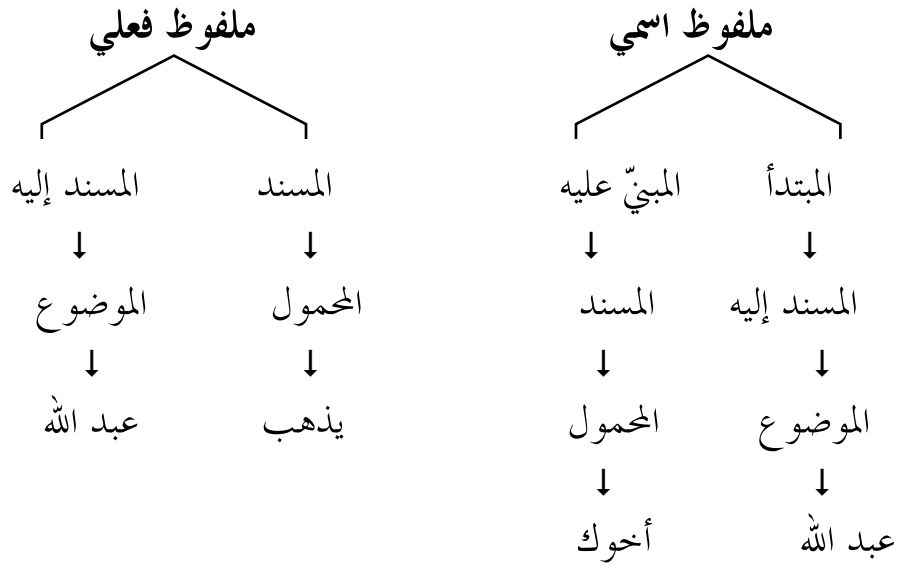 ملفوظ اسمي ملفوظ فعلي
المبتدأ المبنيّ عليه المسند المسند إليه
↓ ↓ ↓ ↓
المسند إليه المسند المحمول الموضوع
↓ ↓ ↓ ↓
الموضوع المحمول يذهب عبد الله
↓ ↓
عبد الله أخوك